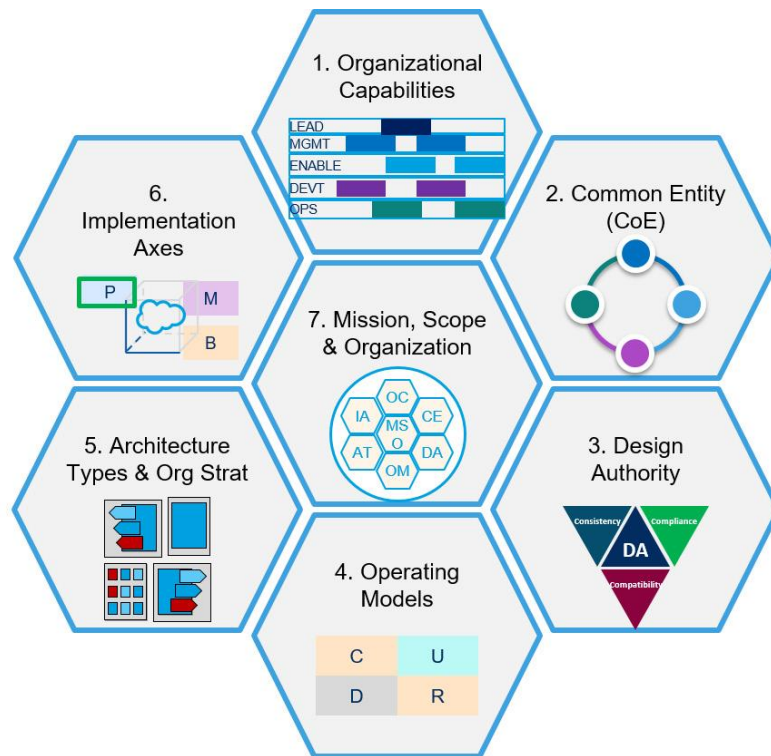 1. Organizational
Capabilities
LEAD
MGMT
ENABLE
DEVT
OPS
2. Common Entity
(CoE)
3. Design
Authority
Consistency
Compliance
DA
Compatibility
4. Operating
Models
C
U
D
R
5. Architecture
Types & Org Strat
6.
Implementation
Axes
P
M
B
7. Mission, Scope
& Organization
OC
IA
CE
MS
O
AT
DA
OM